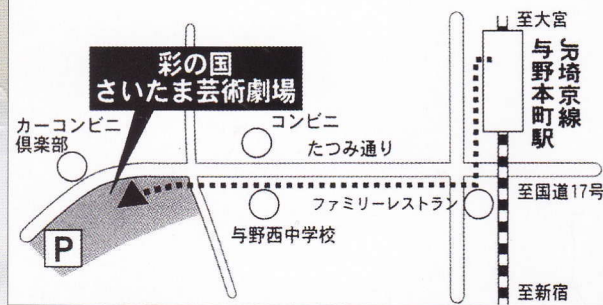 至大宮
JR埼京線
与野本町駅
彩の国
さいたま芸術劇場
カーコンビニ
倶楽部
コンビニ
たつみ通り
至国道17号
ファミリーレストラン
与野西中学校
P
至新宿